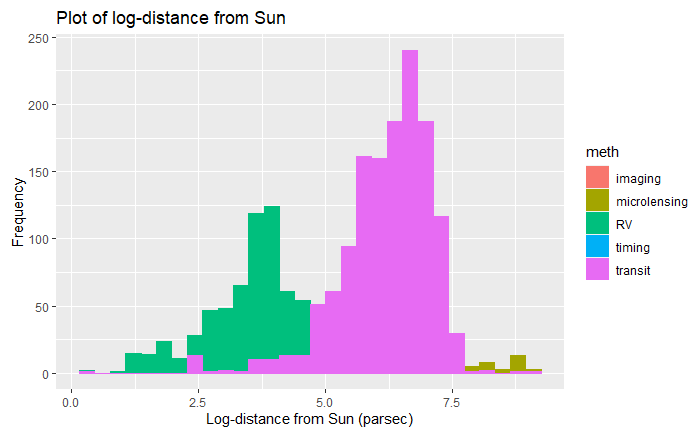 Plot of log-distance from Sun
250
200
150
100
50
0
Frequency
0.0 2.5 5.0 7.5
Log-distance from Sun (parsec)
meth
imaging
microlensing
RV
timing
transit